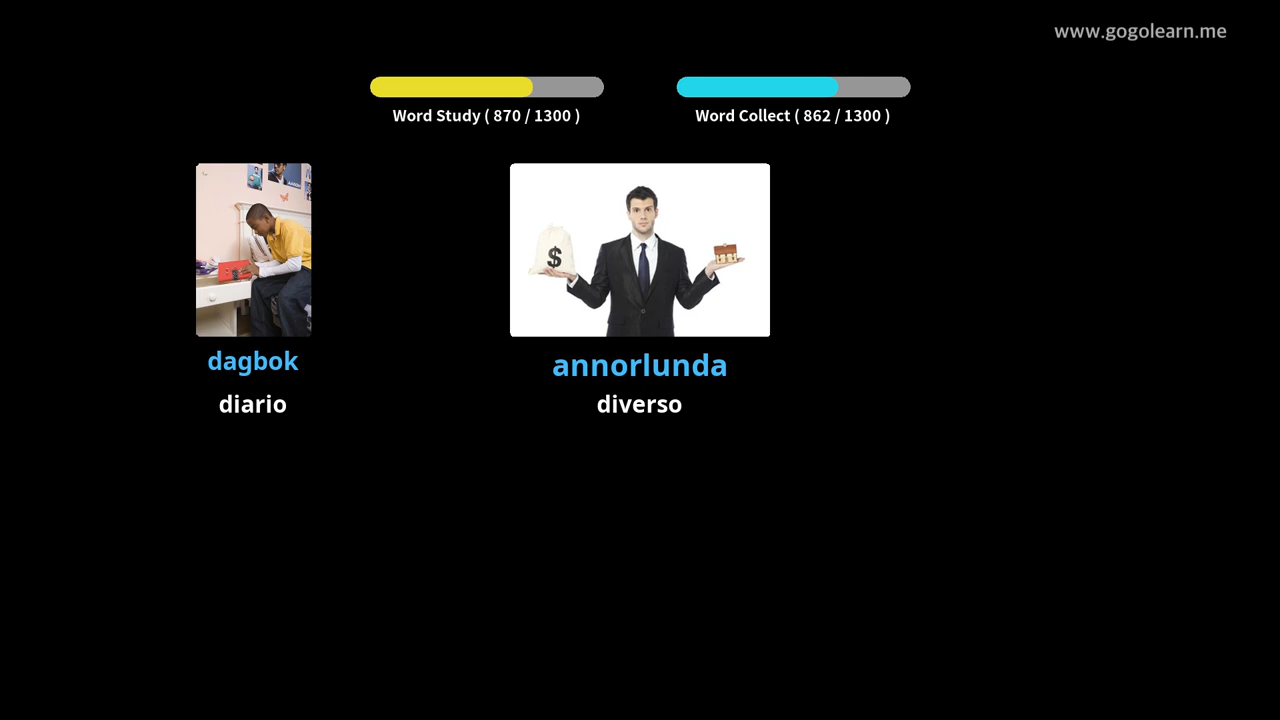 www.gogolearn.me
Word Study ( 870 / 1300 )
Word Collect ( 862 / 1300 )
$
dagbok
diario
annorlunda
diverso